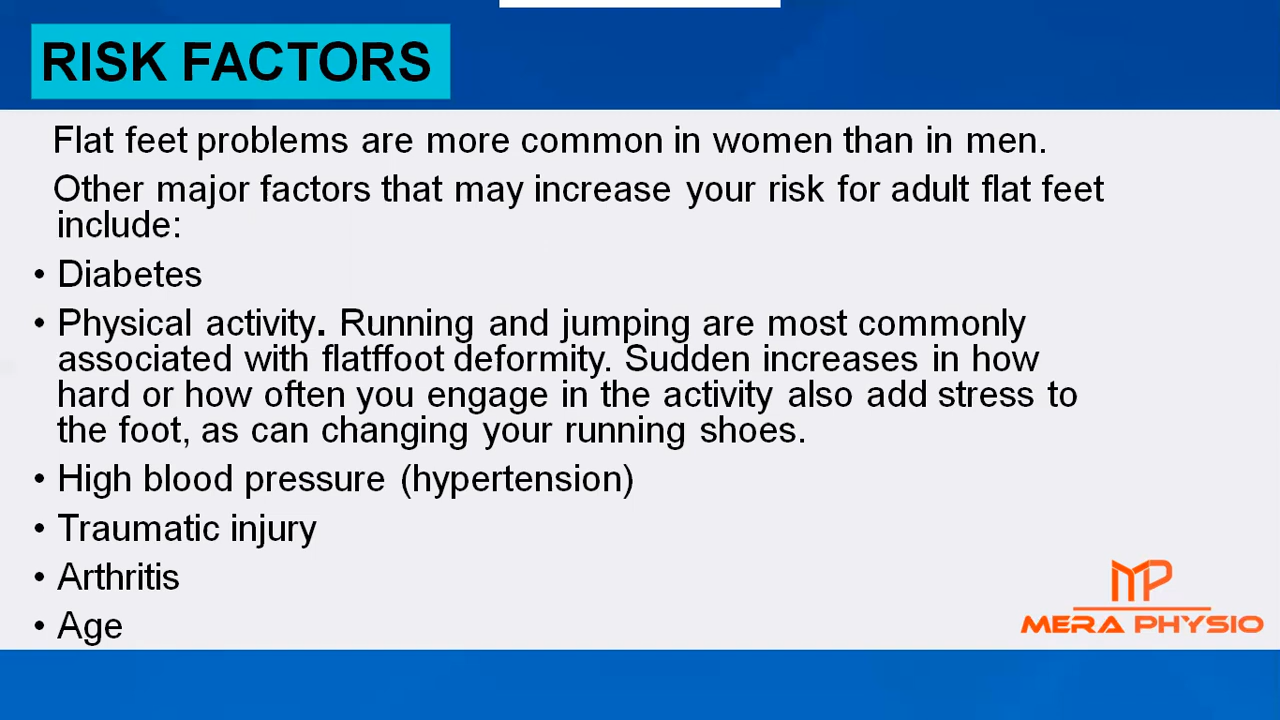 RISK FACTORS
Flat feet problems are more common in women than in men.
Other major factors that may increase your risk for adult flat feet
include:
• Diabetes
• Physical activity. Running and jumping are most commonly
associated with flatffoot deformity. Sudden increases in how
hard or how often you engage in the activity also add stress to
the foot, as can changing your running shoes.
• High blood pressure (hypertension)
• Traumatic injury
• Arthritis
• Age
MP
MERA PHYSIO